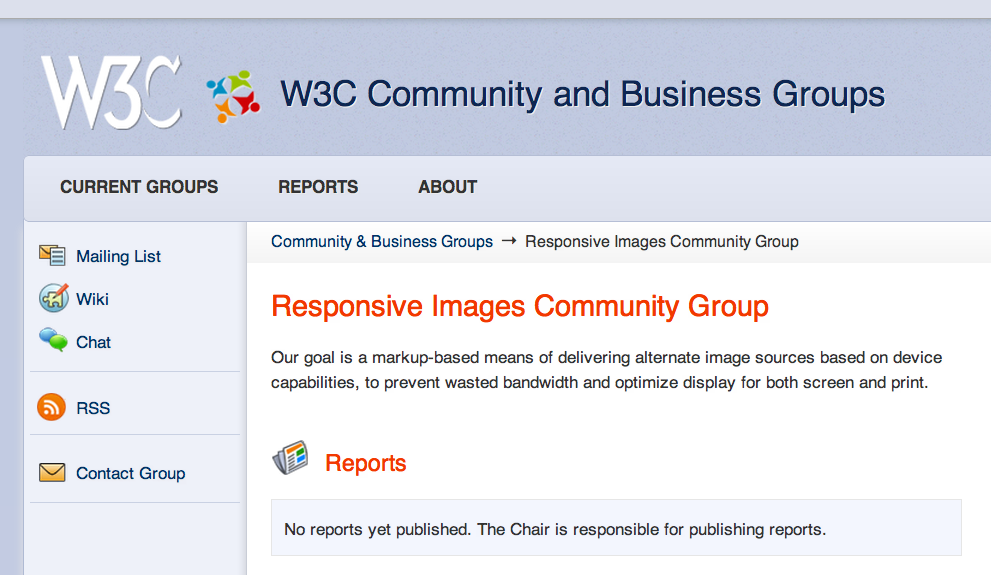 W3C
W3C Community and Business Groups
CURRENT GROUPS
REPORTS
ABOUT
Mailing List
Wiki
Chat
RSS
Contact Group
Community & Business Groups → Responsive Images Community Group
Responsive Images Community Group
Our goal is a markup-based means of delivering alternate image sources based on device
capabilities, to prevent wasted bandwidth and optimize display for both screen and print.
Reports
No reports yet published. The Chair is responsible for publishing reports.